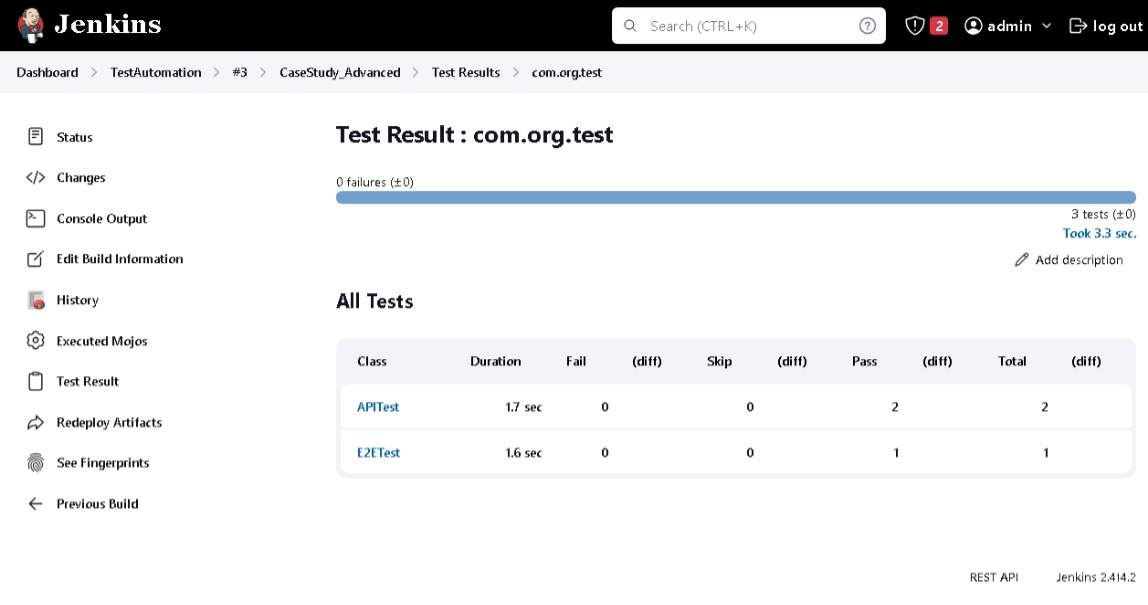 Jenkins
Search (CTRL+K)
2
admin
log out
Dashboard
TestAutomation
#3
CaseStudy_Advanced
Test Results
com.org.test
Status
Changes
Console Output
Edit Build Information
History
Executed Mojos
Test Result
Redeploy Artifacts
See Fingerprints
Previous Build
Test Result : com.org.test
0 failures (±0)
3 tests (±0)
Took 3.3 sec.
Add description
All Tests
Class Duration Fail (diff) Skip (diff) Pass (diff) Total (diff)
APITest 1.7 sec 0 0 2 2
E2ETest 1.6 sec 0 0 1 1
REST API Jenkins 2.414.2